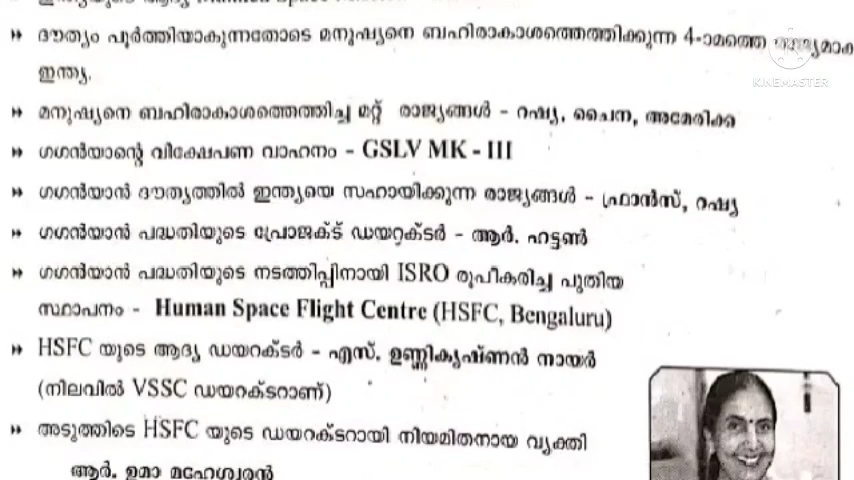 » ദൗത്യം പൂർത്തിയാകുന്നതോടെ മനുഷ്യനെ ബഹിരാകാശത്തെത്തിക്കുന്ന 4-ാമത്തെ
ഇന്ത്യ.
» മനുഷ്യനെ ബഹിരാകാശത്തെത്തിച്ച മറ്റ് രാജ്യങ്ങൾ - റഷ്യ, ചൈന, അമേരിക്ക
» ഗഗൻയാന്റെ വിക്ഷേപണ വാഹനം - GSLV MK - III
» ഗഗൻയാൻ ദൗത്യത്തിൽ ഇന്ത്യയെ സഹായിക്കുന്ന രാജ്യങ്ങൾ - ഫ്രാൻസ്, റഷ്യ
» ഗഗൻയാൻ പദ്ധതിയുടെ പ്രോജക്ട് ഡയറക്ടർ - ആർ. ഹട്ടൺ
» ഗഗൻയാൻ പദ്ധതിയുടെ നടത്തിപ്പിനായി ISRO രൂപീകരിച്ച പുതിയ
സ്ഥാപനം - Human Space Flight Centre (HSFC, Bengaluru)
» HSFC യുടെ ആദ്യ ഡയറക്ടർ - എസ്. ഉണ്ണികൃഷ്ണൻ നായർ
(നിലവിൽ VSSC ഡയറക്ടറാണ്)
» അടുത്തിടെ HSFC യുടെ ഡയറക്ടറായി നിയമിതനായ വ്യക്തി
ആർ. ഉമാ മഹേശ്വരൻ
KINEMASTER